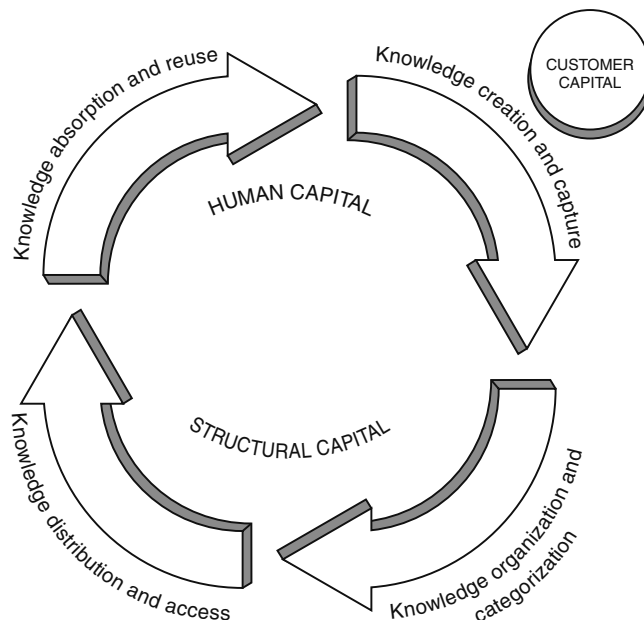 Knowledge absorption and reuse
Knowledge creation and capture
CUSTOMER
CAPITAL
HUMAN CAPITAL
STRUCTURAL CAPITAL
Knowledge distribution and access
Knowledge organization and
categorization